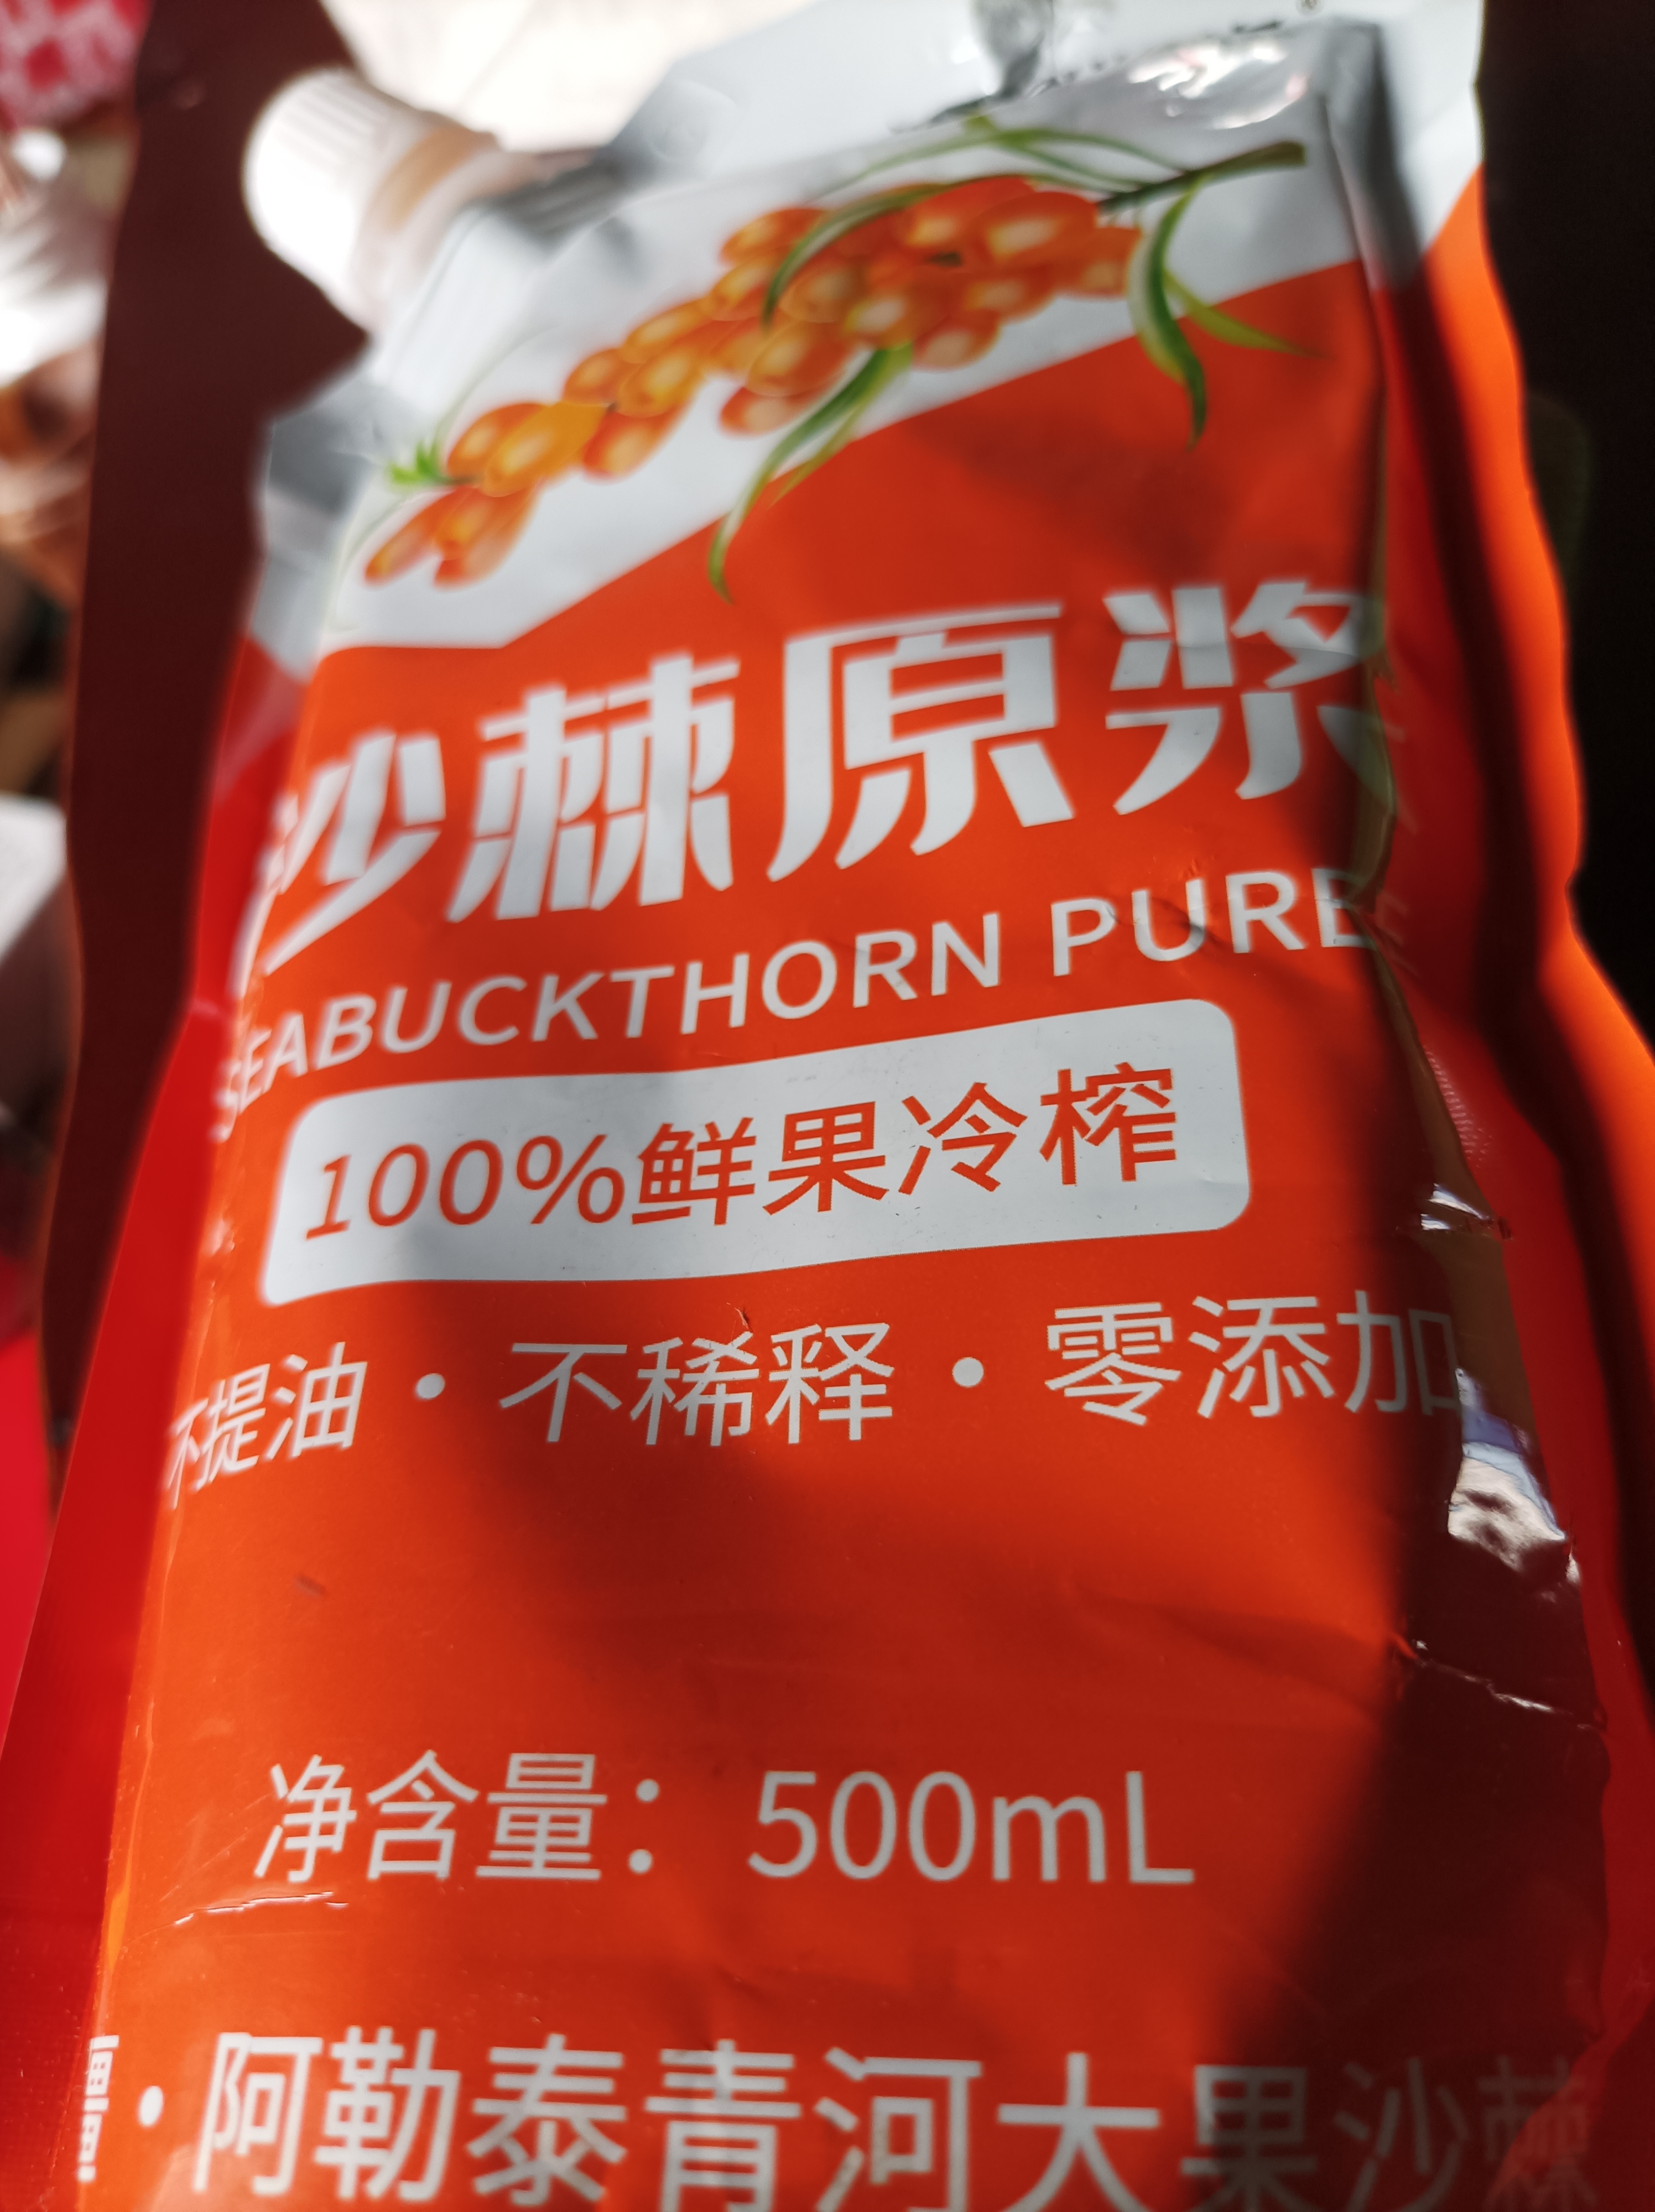 沙棘原浆
SEABUCKTHORN PURE
100%鲜果冷榨
不提油·不稀释·零添加
净含量：500mL
·阿勒泰青河大果沙棘